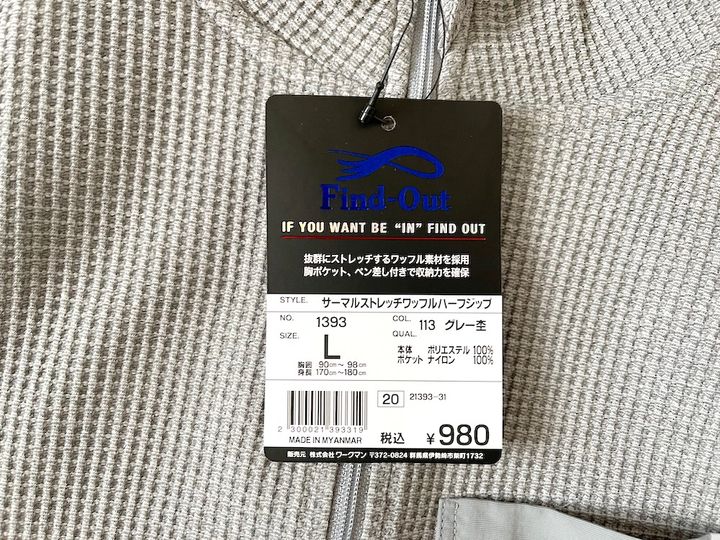 Find-Out
IF YOU WANT BE “IN” FIND OUT
抜群にストレッチするワッフル素材を採用
胸ポケット、ペン差し付きで収納力を確保
STYLE. サーマルストレッチワッフルハーフジップ
NO. 1393 COL. 113 グレー杢
SIZE. L QUAL.
本体 ポリエステル 100%
ポケット ナイロン 100%
胸囲 90cm～ 98cm
身長 170cm～180cm
20 21393-31
2 300021 393319
MADE IN MYANMAR 税込 ¥980
販売元 株式会社 ワークマン 〒372-0824 群馬県伊勢崎市柴町1732